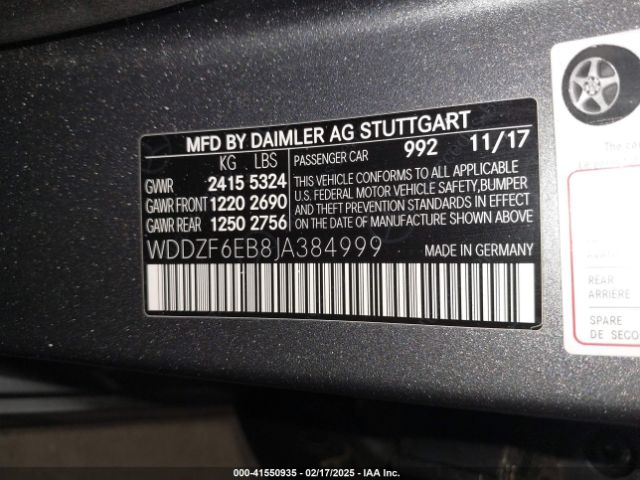 MFD BY DAIMLER AG STUTTGART
KG LBS
PASSENGER CAR 992 11/17
GVWR 2415 5324
GAWR FRONT 1220 2690
GAWR REAR 1250 2756
THIS VEHICLE CONFORMS TO ALL APPLICABLE
U.S. FEDERAL MOTOR VEHICLE SAFETY,BUMPER
AND THEFT PREVENTION STANDARDS IN EFFECT
ON THE DATE OF MANUFACTURE SHOWN ABOVE.
WDDZF6EB8JA384999
MADE IN GERMANY
The
REAR
ARRIÈRE
SPARE
DE
000-41550935 - 02/17/2025 - IAA Inc.